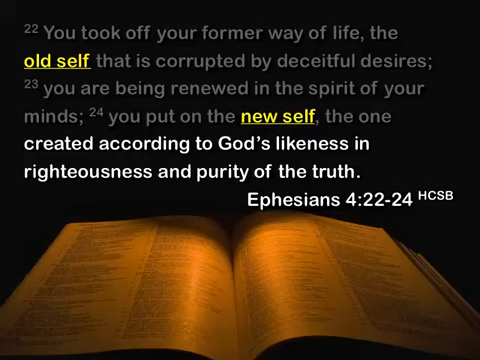 22 You took off your former way of life, the
old self that is corrupted by deceitful desires;
23 you are being renewed in the spirit of your
minds; 24 you put on the new self, the one
created according to God’s likeness in
righteousness and purity of the truth.
Ephesians 4:22-24 HCSB